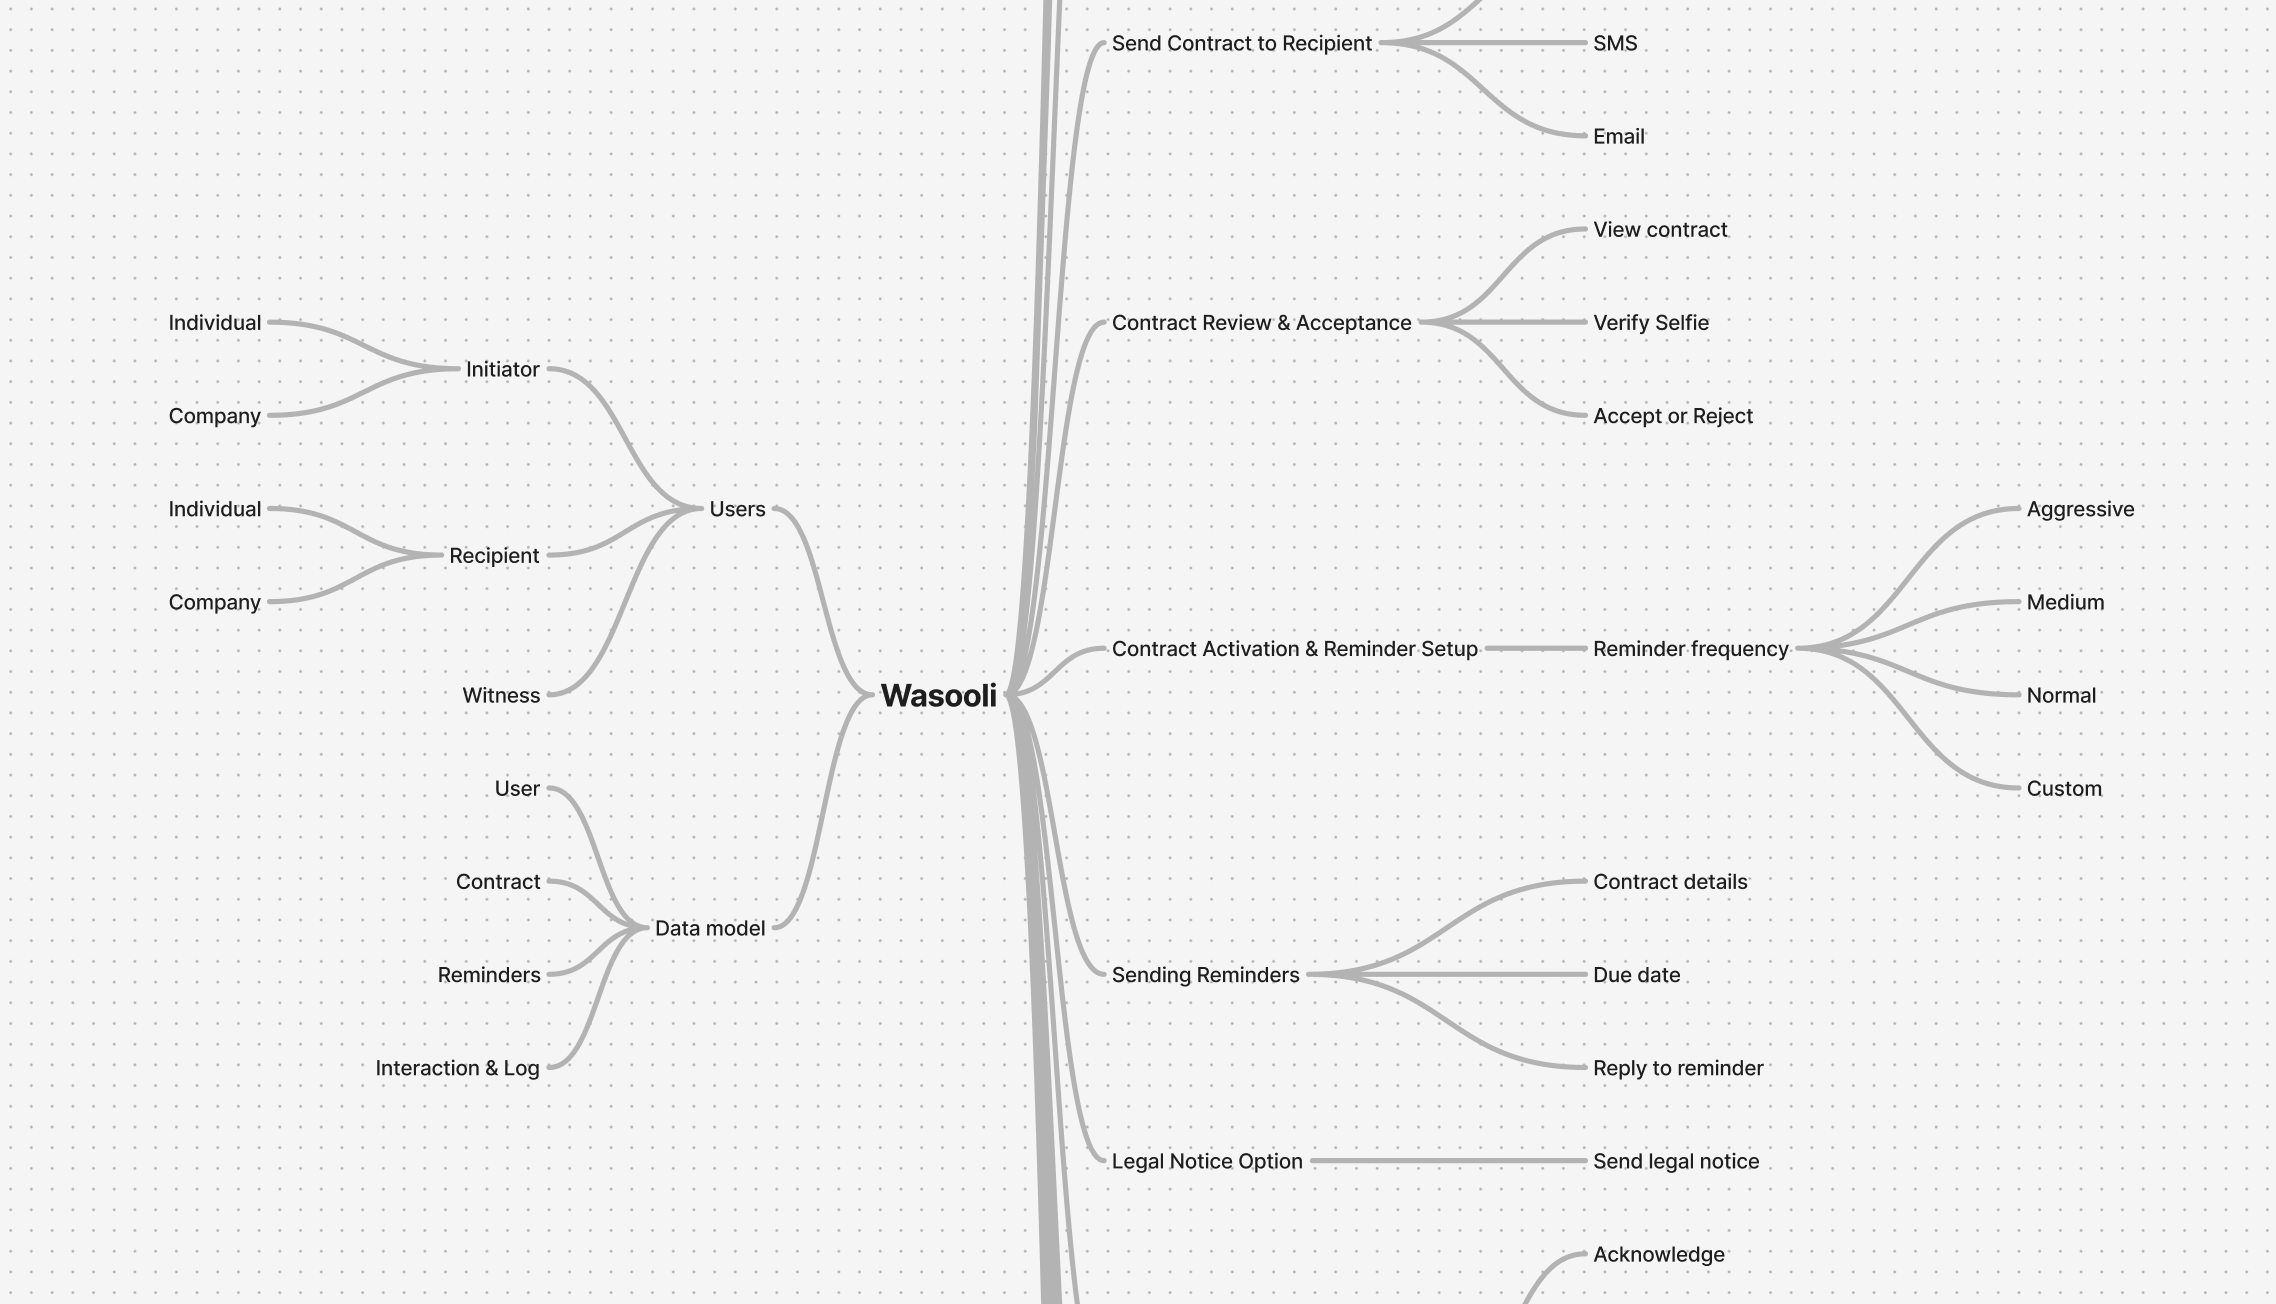 Send Contract to Recipient
SMS
Email
Contract Review & Acceptance
View contract
Verify Selfie
Accept or Reject
Contract Activation & Reminder Setup
Reminder frequency
Aggressive
Medium
Normal
Custom
Sending Reminders
Contract details
Due date
Reply to reminder
Legal Notice Option
Send legal notice
Acknowledge
Wasooli
Users
Initiator
Individual
Company
Recipient
Individual
Company
Witness
Data model
User
Contract
Reminders
Interaction & Log